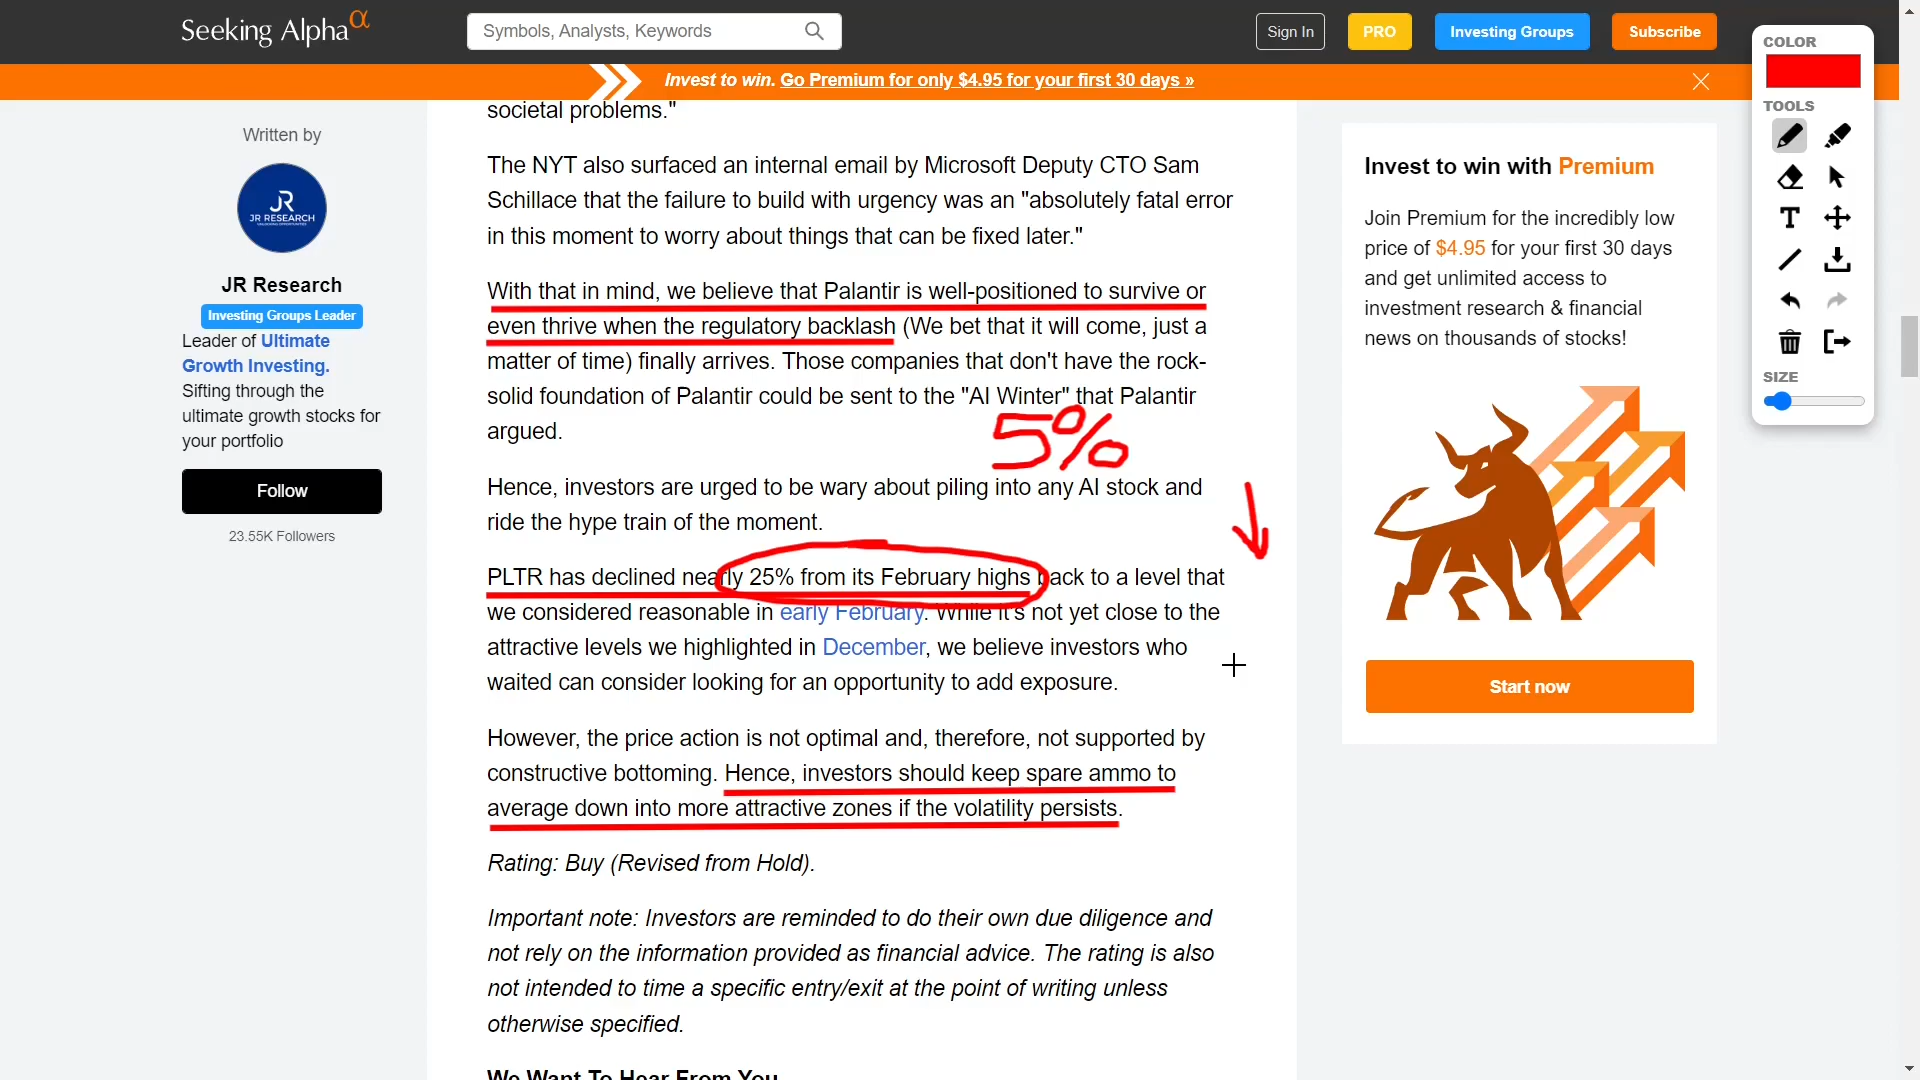 Seeking Alpha α
Symbols, Analysts, Keywords
Sign In
PRO
Investing Groups
Subscribe
Invest to win. Go Premium for only $4.95 for your first 30 days »
Written by
JR
JR RESEARCH
JR Research
Investing Groups Leader
Leader of Ultimate
Growth Investing.
Sifting through the
ultimate growth stocks for
your portfolio
Follow
23.55K Followers
societal problems."
The NYT also surfaced an internal email by Microsoft Deputy CTO Sam
Schillace that the failure to build with urgency was an "absolutely fatal error
in this moment to worry about things that can be fixed later."
With that in mind, we believe that Palantir is well-positioned to survive or
even thrive when the regulatory backlash (We bet that it will come, just a
matter of time) finally arrives. Those companies that don't have the rock-
solid foundation of Palantir could be sent to the "AI Winter" that Palantir
argued.
5%
Hence, investors are urged to be wary about piling into any AI stock and
ride the hype train of the moment.
PLTR has declined nearly 25% from its February highs back to a level that
we considered reasonable in early February. While it's not yet close to the
attractive levels we highlighted in December, we believe investors who
waited can consider looking for an opportunity to add exposure.
However, the price action is not optimal and, therefore, not supported by
constructive bottoming. Hence, investors should keep spare ammo to
average down into more attractive zones if the volatility persists.
Rating: Buy (Revised from Hold).
Important note: Investors are reminded to do their own due diligence and
not rely on the information provided as financial advice. The rating is also
not intended to time a specific entry/exit at the point of writing unless
otherwise specified.
We Want To Hear From You
Invest to win with Premium
Join Premium for the incredibly low
price of $4.95 for your first 30 days
and get unlimited access to
investment research & financial
news on thousands of stocks!
Start now
COLOR
TOOLS
T
SIZE